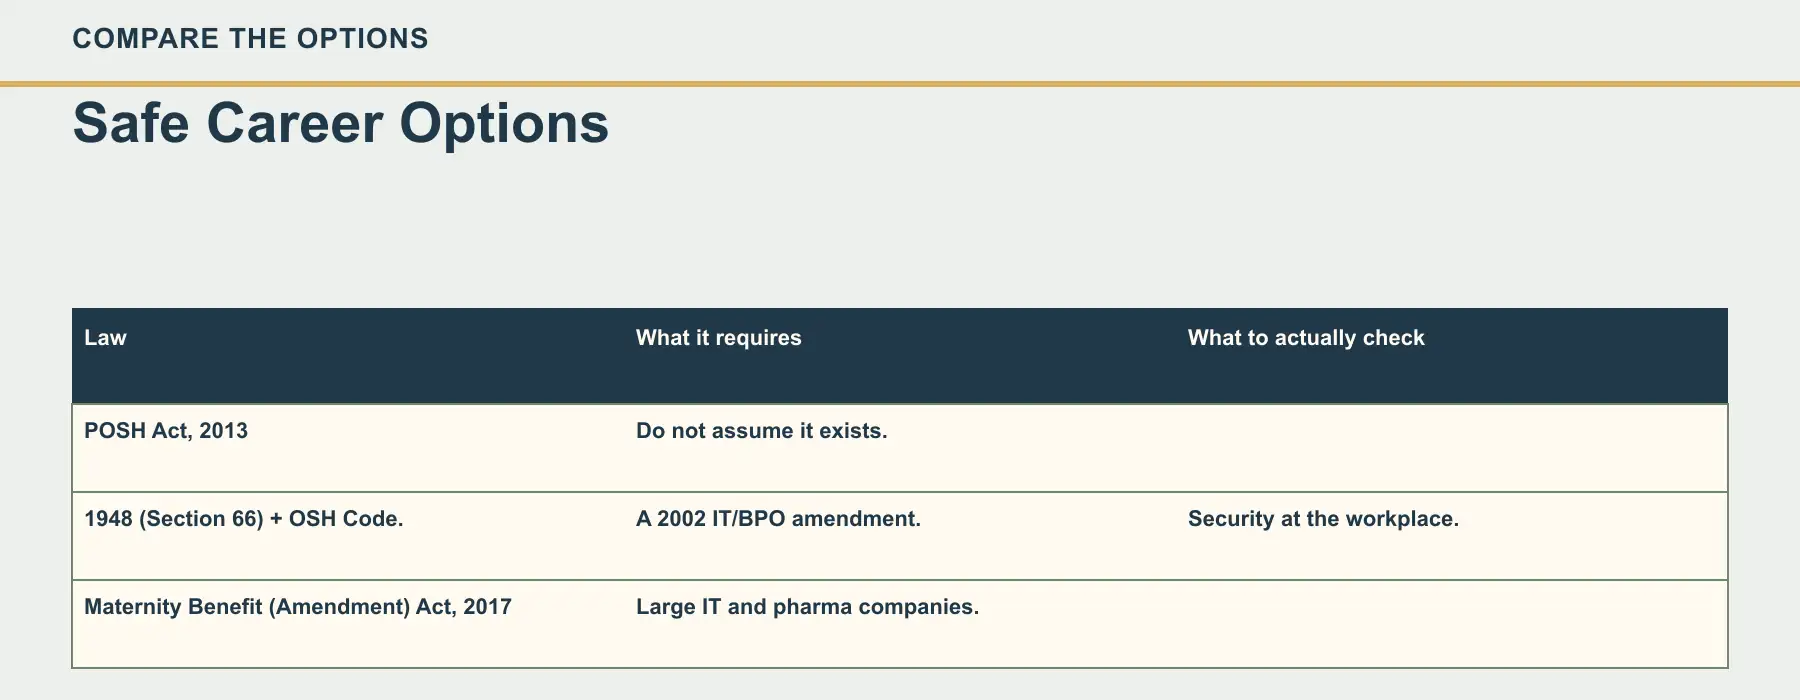 COMPARE THE OPTIONS
Safe Career Options
Law What it requires What to actually check
POSH Act, 2013 Do not assume it exists.
1948 (Section 66) + OSH Code. A 2002 IT/BPO amendment. Security at the workplace.
Maternity Benefit (Amendment) Act, 2017 Large IT and pharma companies.